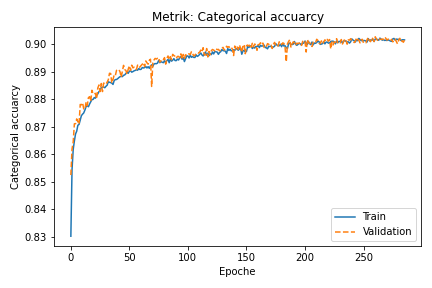 Metrik: Categorical accuarcy
Categorical accuarcy
0.90
0.89
0.88
0.87
0.86
0.85
0.84
0.83
0
50
100
150
200
250
Epoche
Train
Validation